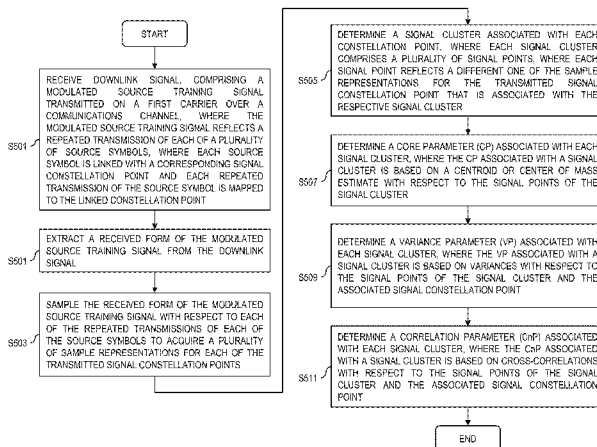 START
RECEIVE DOWNLINK SIGNAL, COMPRISING A
MODULATED SOURCE TRAINING SIGNAL
TRANSMITTED ON A FIRST CARRIER OVER A
COMMUNICATIONS CHANNEL, WHERE THE
MODULATED SOURCE TRAINING SIGNAL REFLECTS A
REPEATED TRANSMISSION OF EACH OF A PLURALITY
OF SOURCE SYMBOLS, WHERE EACH SOURCE
SYMBOL IS LINKED WITH A CORRESPONDING SIGNAL
CONSTELLATION POINT AND EACH REPEATED
TRANSMISSION OF THE SOURCE SYMBOL IS MAPPED
TO THE LINKED CONSTELLATION POINT
S501
EXTRACT A RECEIVED FORM OF THE MODULATED
SOURCE TRAINING SIGNAL FROM THE DOWNLINK
SIGNAL
S501
SAMPLE THE RECEIVED FORM OF THE MODULATED
SOURCE TRAINING SIGNAL WITH RESPECT TO EACH
OF THE REPEATED TRANSMISSIONS OF EACH OF
THE SOURCE SYMBOLS TO ACQUIRE A PLURALITY
OF SAMPLE REPRESENTATIONS FOR EACH OF THE
TRANSMITTED SIGNAL CONSTELLATION POINTS
S503
DETERMINE A SIGNAL CLUSTER ASSOCIATED WITH EACH
CONSTELLATION POINT, WHERE EACH SIGNAL CLUSTER
COMPRISES A PLURALITY OF SIGNAL POINTS, WHERE EACH
SIGNAL POINT REFLECTS A DIFFERENT ONE OF THE SAMPLE
REPRESENTATIONS FOR THE TRANSMITTED SIGNAL
CONSTELLATION POINT THAT IS ASSOCIATED WITH THE
RESPECTIVE SIGNAL CLUSTER
S505
DETERMINE A CORE PARAMETER (CP) ASSOCIATED WITH EACH
SIGNAL CLUSTER, WHERE THE CP ASSOCIATED WITH A SIGNAL
CLUSTER IS BASED ON A CENTROID OR CENTER OF MASS
ESTIMATE WITH RESPECT TO THE SIGNAL POINTS OF THE
SIGNAL CLUSTER
S507
DETERMINE A VARIANCE PARAMETER (VP) ASSOCIATED WITH
EACH SIGNAL CLUSTER, WHERE THE VP ASSOCIATED WITH A
SIGNAL CLUSTER IS BASED ON VARIANCES WITH RESPECT TO
THE SIGNAL POINTS OF THE SIGNAL CLUSTER AND THE
ASSOCIATED SIGNAL CONSTELLATION POINT
S509
DETERMINE A CORRELATION PARAMETER (CnP) ASSOCIATED
WITH EACH SIGNAL CLUSTER, WHERE THE CnP ASSOCIATED
WITH A SIGNAL CLUSTER IS BASED ON CROSS-CORRELATIONS
WITH RESPECT TO THE SIGNAL POINTS OF THE SIGNAL
CLUSTER AND THE ASSOCIATED SIGNAL CONSTELLATION
POINT
S511
END